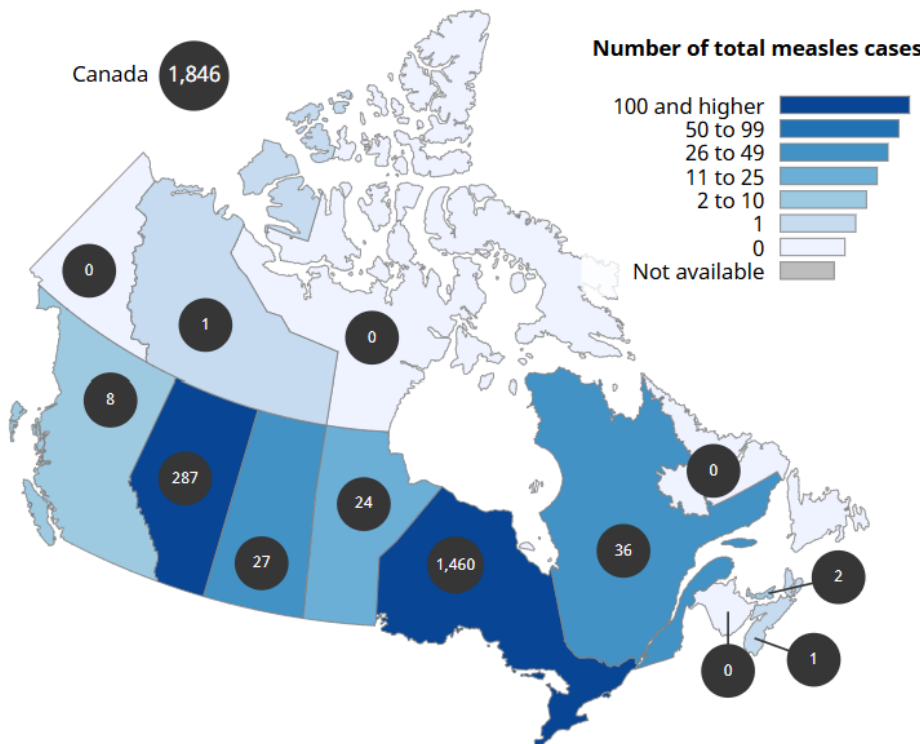 Number of total measles cases
Canada 1,846
100 and higher
50 to 99
26 to 49
11 to 25
2 to 10
1
0
Not available
0
1
0
8
287
27
24
1,460
36
0
2
1
0